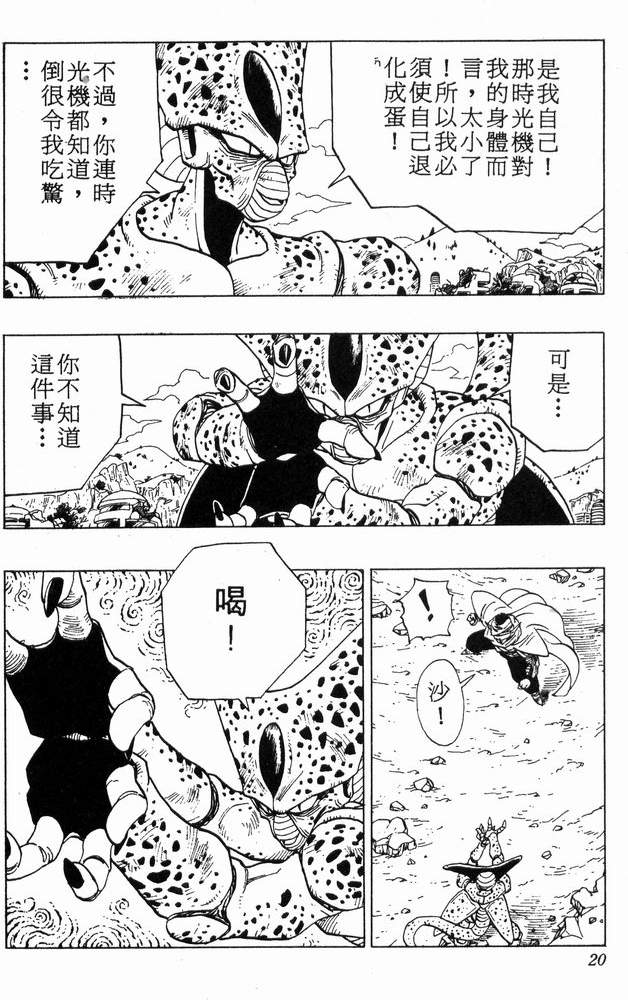 是我自己！
那時光機對
我的身體而
言，太小了
！所以我必
須使自己退
化成蛋！
不過，你連時
光機都知道，
倒很令我吃驚
…
可是…
你不知道
這件事…
！
沙！
喝！
20